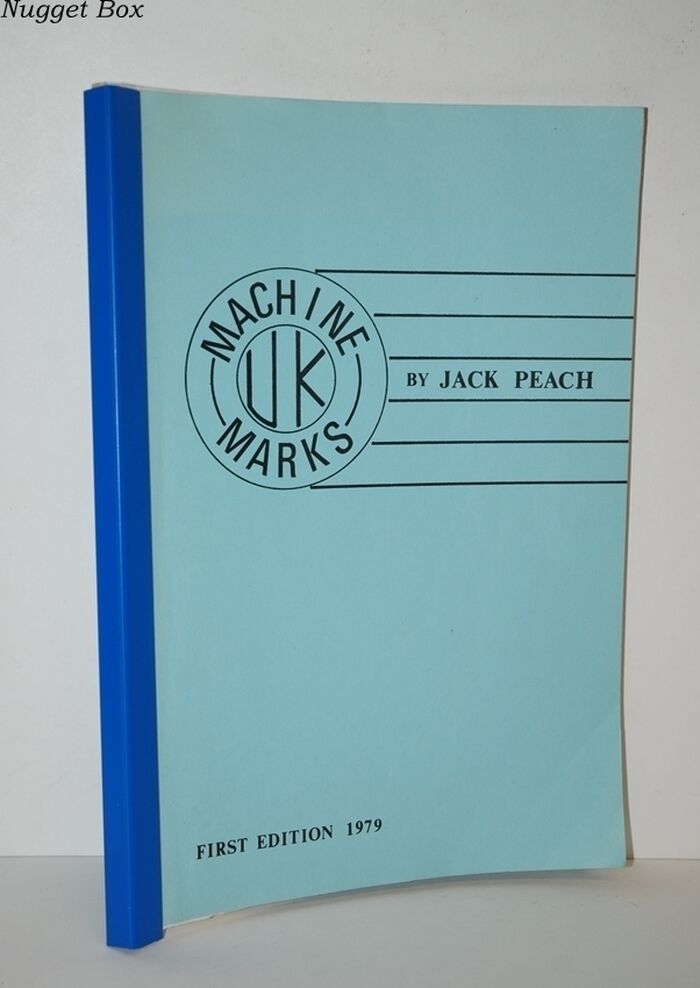 Nugget Box
MACHINE
UK
MARKS
BY JACK PEACH
FIRST EDITION 1979